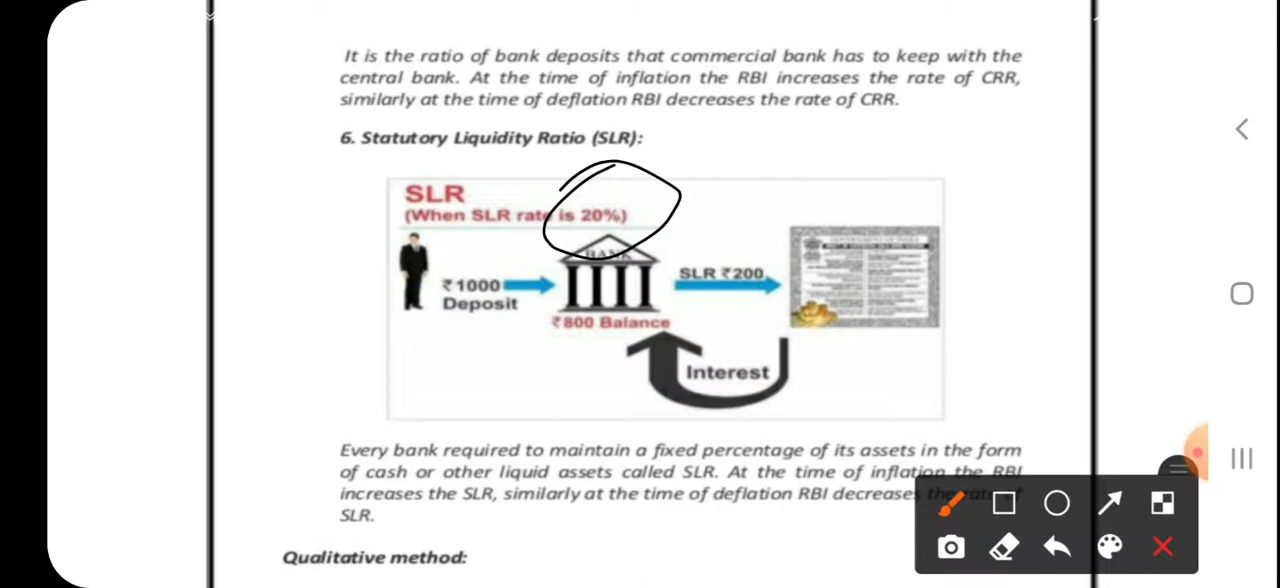 It is the ratio of bank deposits that commercial bank has to keep with the
central bank. At the time of inflation the RBI increases the rate of CRR,
similarly at the time of deflation RBI decreases the rate of CRR.
6. Statutory Liquidity Ratio (SLR):
SLR
(When SLR rate is 20%)
BANK
₹1000
Deposit
SLR ₹200
₹800 Balance
Interest
Every bank required to maintain a fixed percentage of its assets in the form
of cash or other liquid assets called SLR. At the time of inflation the RBI
increases the SLR, similarly at the time of deflation RBI decreases the rate of
SLR.
Qualitative method: